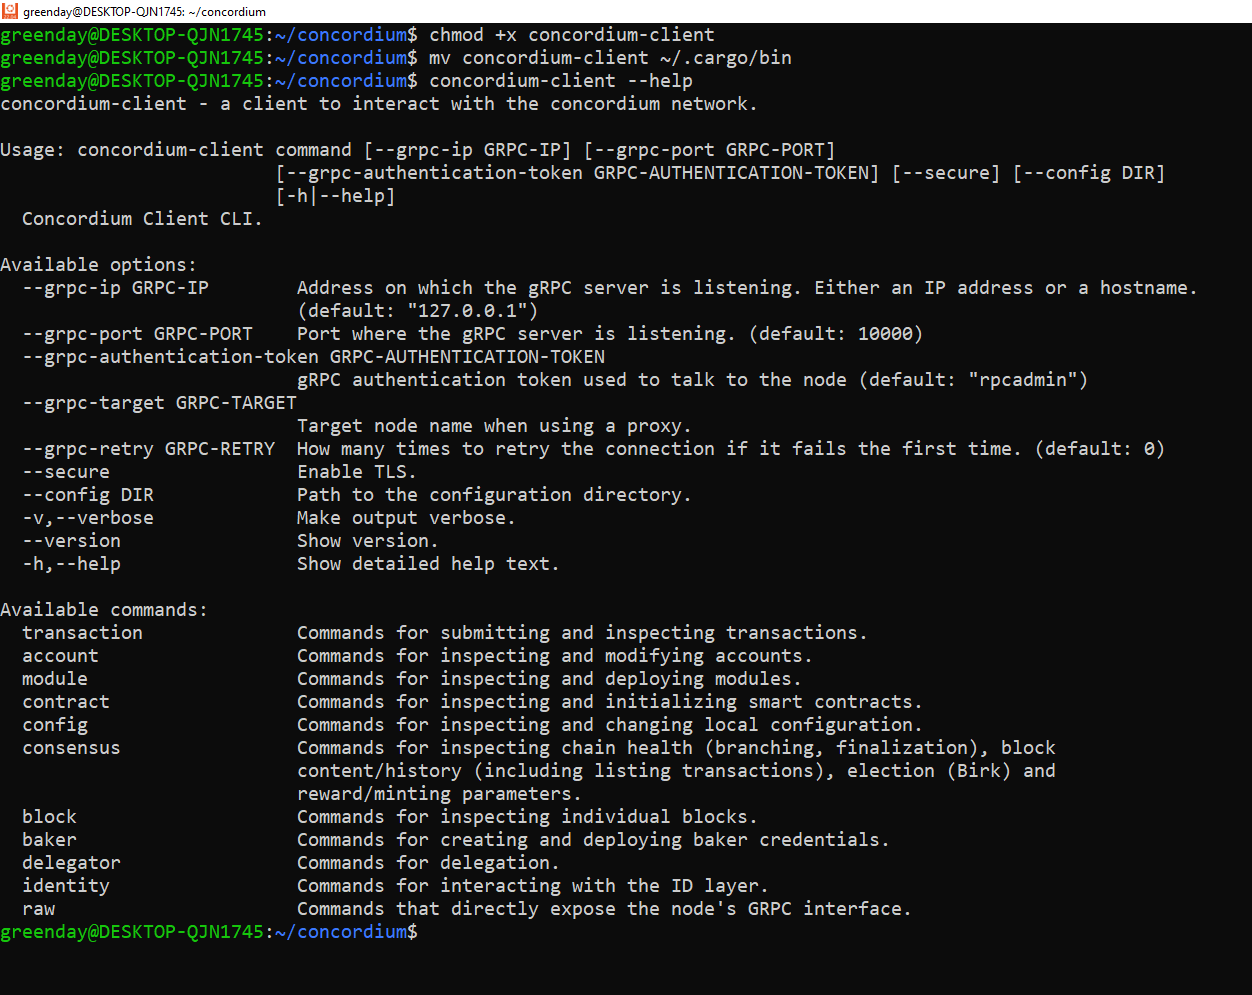 greenday@DESKTOP-QJN1745: ~/concordium
greenday@DESKTOP-QJN1745:~/concordium$ chmod +x concordium-client
greenday@DESKTOP-QJN1745:~/concordium$ mv concordium-client ~/.cargo/bin
greenday@DESKTOP-QJN1745:~/concordium$ concordium-client --help
concordium-client - a client to interact with the concordium network.
Usage: concordium-client command [--grpc-ip GRPC-IP] [--grpc-port GRPC-PORT]
[--grpc-authentication-token GRPC-AUTHENTICATION-TOKEN] [--secure] [--config DIR]
[-h|--help]
Concordium Client CLI.
Available options:
--grpc-ip GRPC-IP Address on which the gRPC server is listening. Either an IP address or a hostname.
(default: "127.0.0.1")
--grpc-port GRPC-PORT Port where the gRPC server is listening. (default: 10000)
--grpc-authentication-token GRPC-AUTHENTICATION-TOKEN
gRPC authentication token used to talk to the node (default: "rpcadmin")
--grpc-target GRPC-TARGET
Target node name when using a proxy.
--grpc-retry GRPC-RETRY How many times to retry the connection if it fails the first time. (default: 0)
--secure Enable TLS.
--config DIR Path to the configuration directory.
-v,--verbose Make output verbose.
--version Show version.
-h,--help Show detailed help text.
Available commands:
transaction Commands for submitting and inspecting transactions.
account Commands for inspecting and modifying accounts.
module Commands for inspecting and deploying modules.
contract Commands for inspecting and initializing smart contracts.
config Commands for inspecting and changing local configuration.
consensus Commands for inspecting chain health (branching, finalization), block
content/history (including listing transactions), election (Birk) and
reward/minting parameters.
block Commands for inspecting individual blocks.
baker Commands for creating and deploying baker credentials.
delegator Commands for delegation.
identity Commands for interacting with the ID layer.
raw Commands that directly expose the node's GRPC interface.
greenday@DESKTOP-QJN1745:~/concordium$